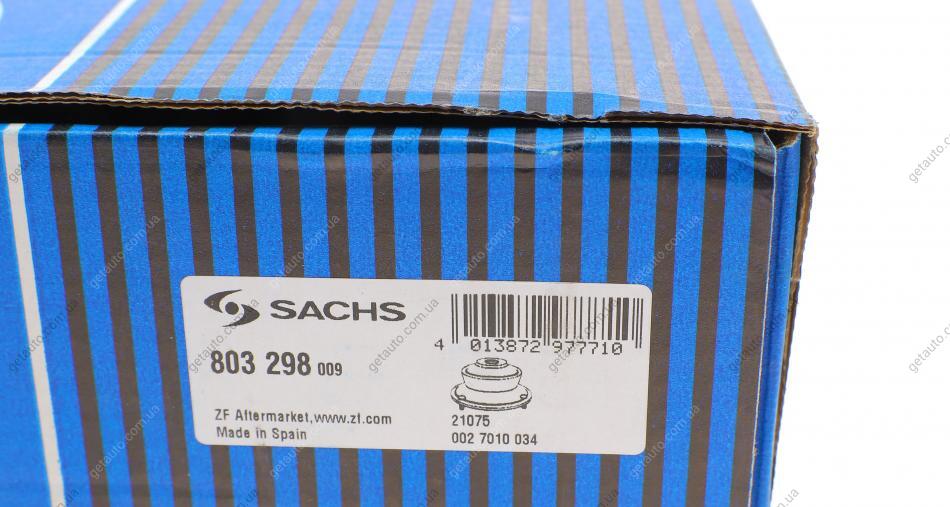 SACHS
803 298 009
ZF Aftermarket,www.zf.com
Made in Spain
4 013872 977710
21075
002 7010 034
getauto.com.ua